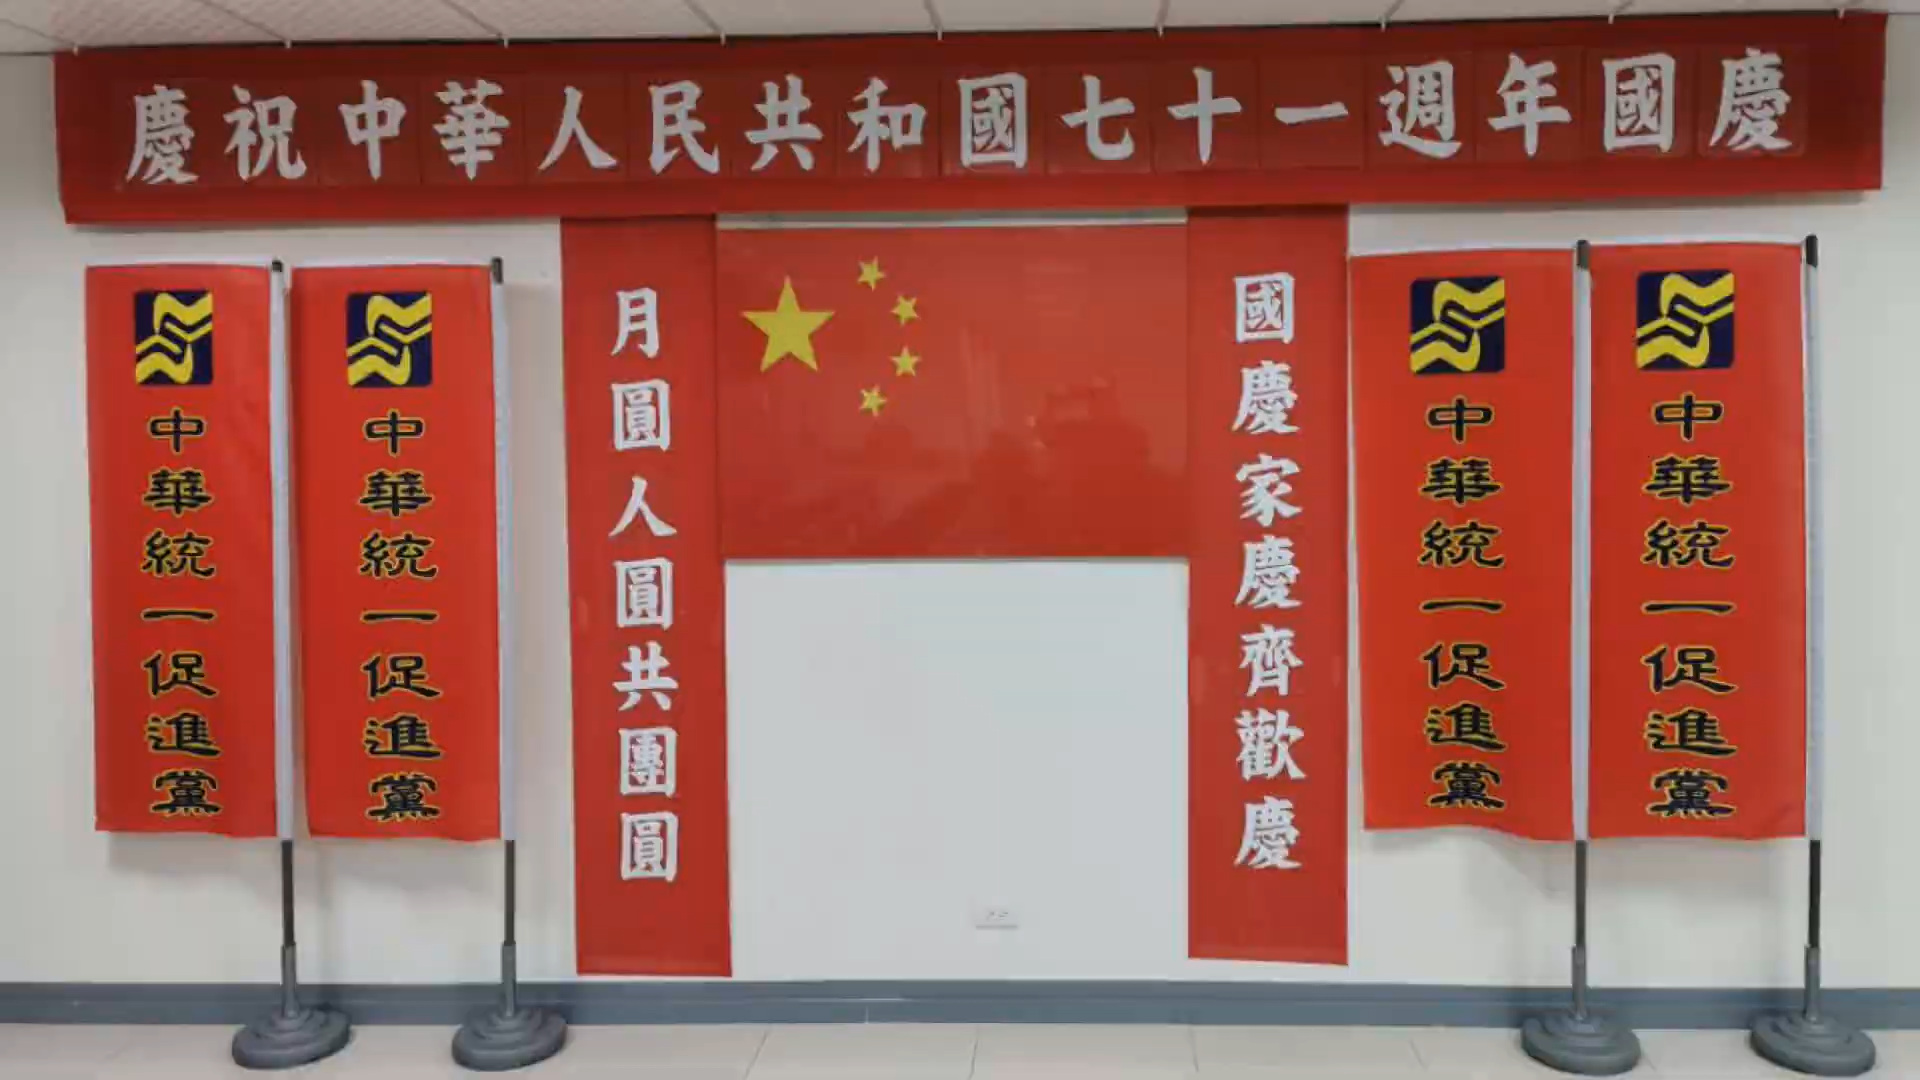 慶祝中華人民共和國七十一週年國慶
國慶家慶慶齊歡慶
月圓人圓共團圓
中華統一促進黨
中華統一促進黨
中華統一促進黨
中華統一促進黨